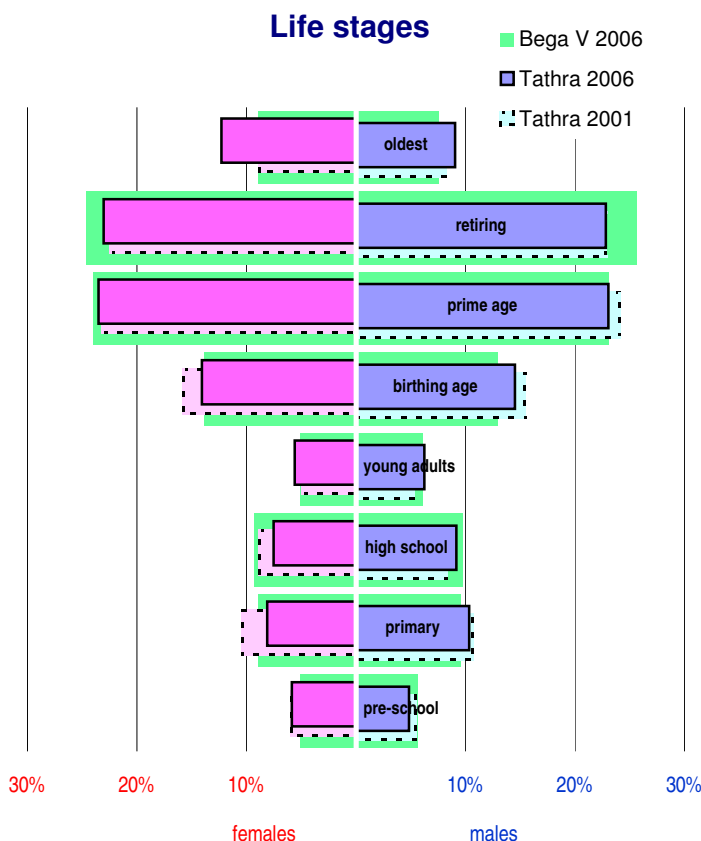 Life stages
Bega V 2006
Tathra 2006
Tathra 2001
oldest
retiring
prime age
birthing age
young adults
high school
primary
pre-school
30% 20% 10% 10% 20% 30%
females males